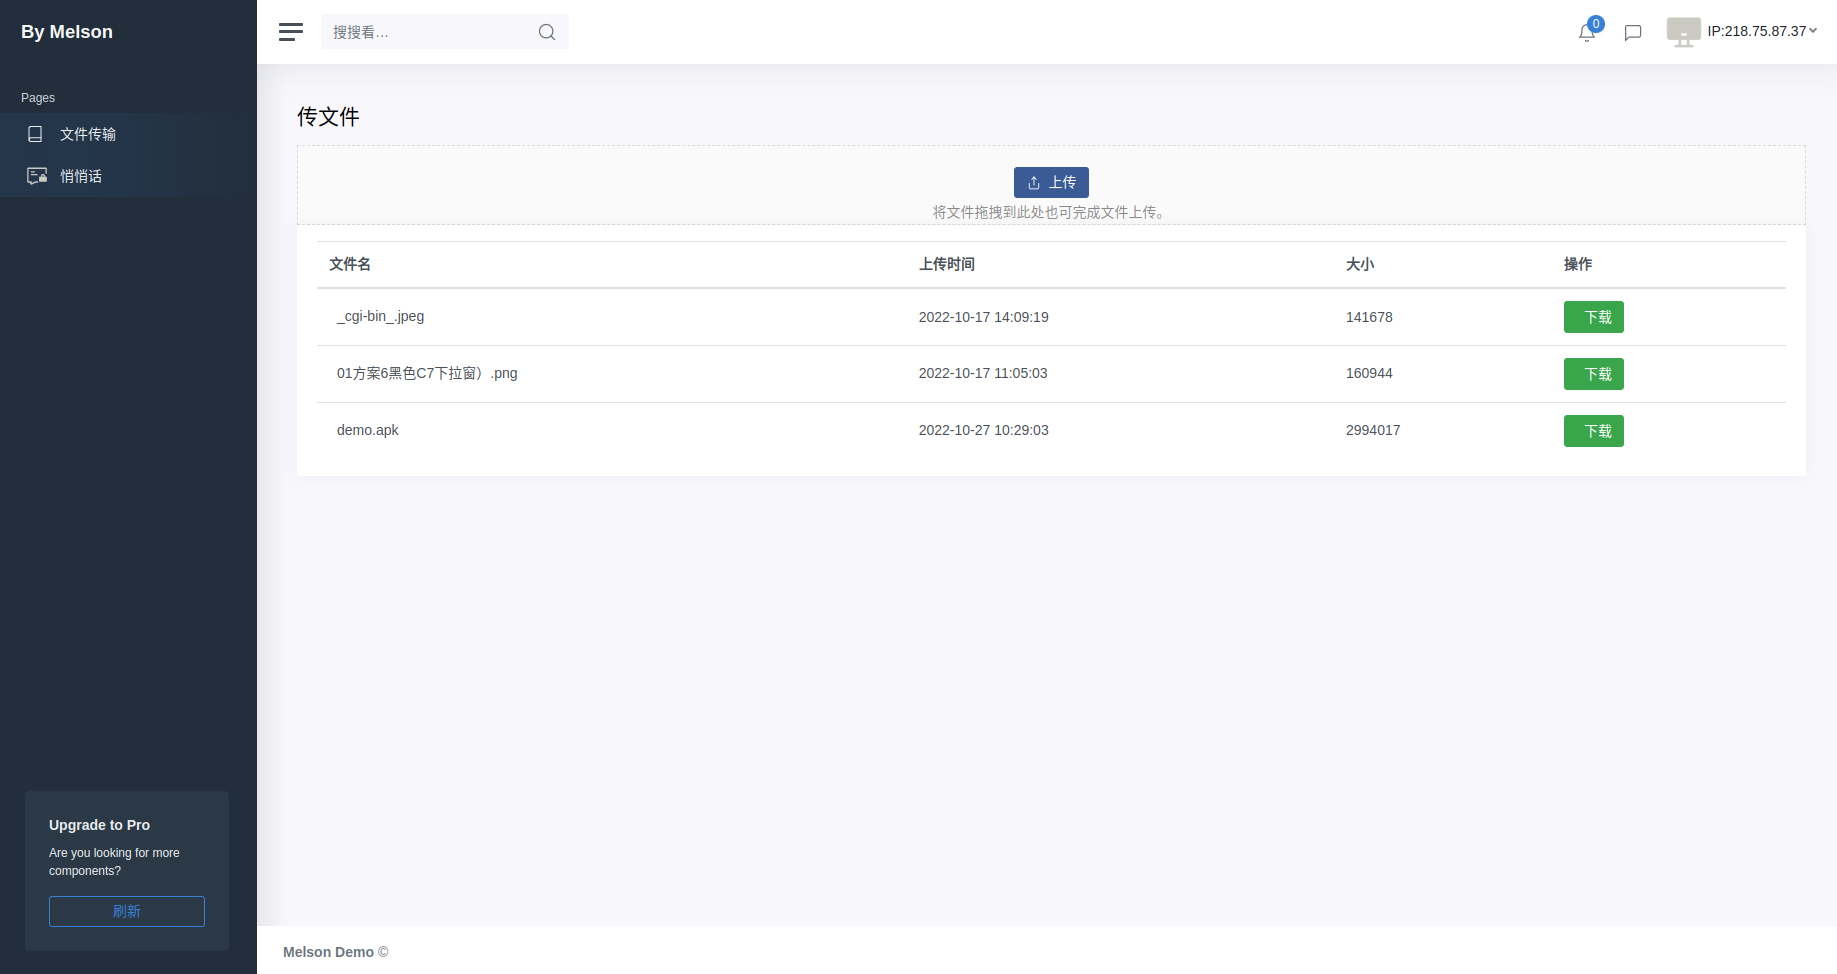 By Melson
Pages
文件传输
悄悄话
Upgrade to Pro
Are you looking for more
components?
刷新
搜搜看…
0
IP:218.75.87.37
传文件
上传
将文件拖拽到此处也可完成文件上传。
文件名 上传时间 大小 操作
_cgi-bin_.jpeg 2022-10-17 14:09:19 141678 下载
01方案6黑色C7下拉窗）.png 2022-10-17 11:05:03 160944 下载
demo.apk 2022-10-27 10:29:03 2994017 下载
Melson Demo ©